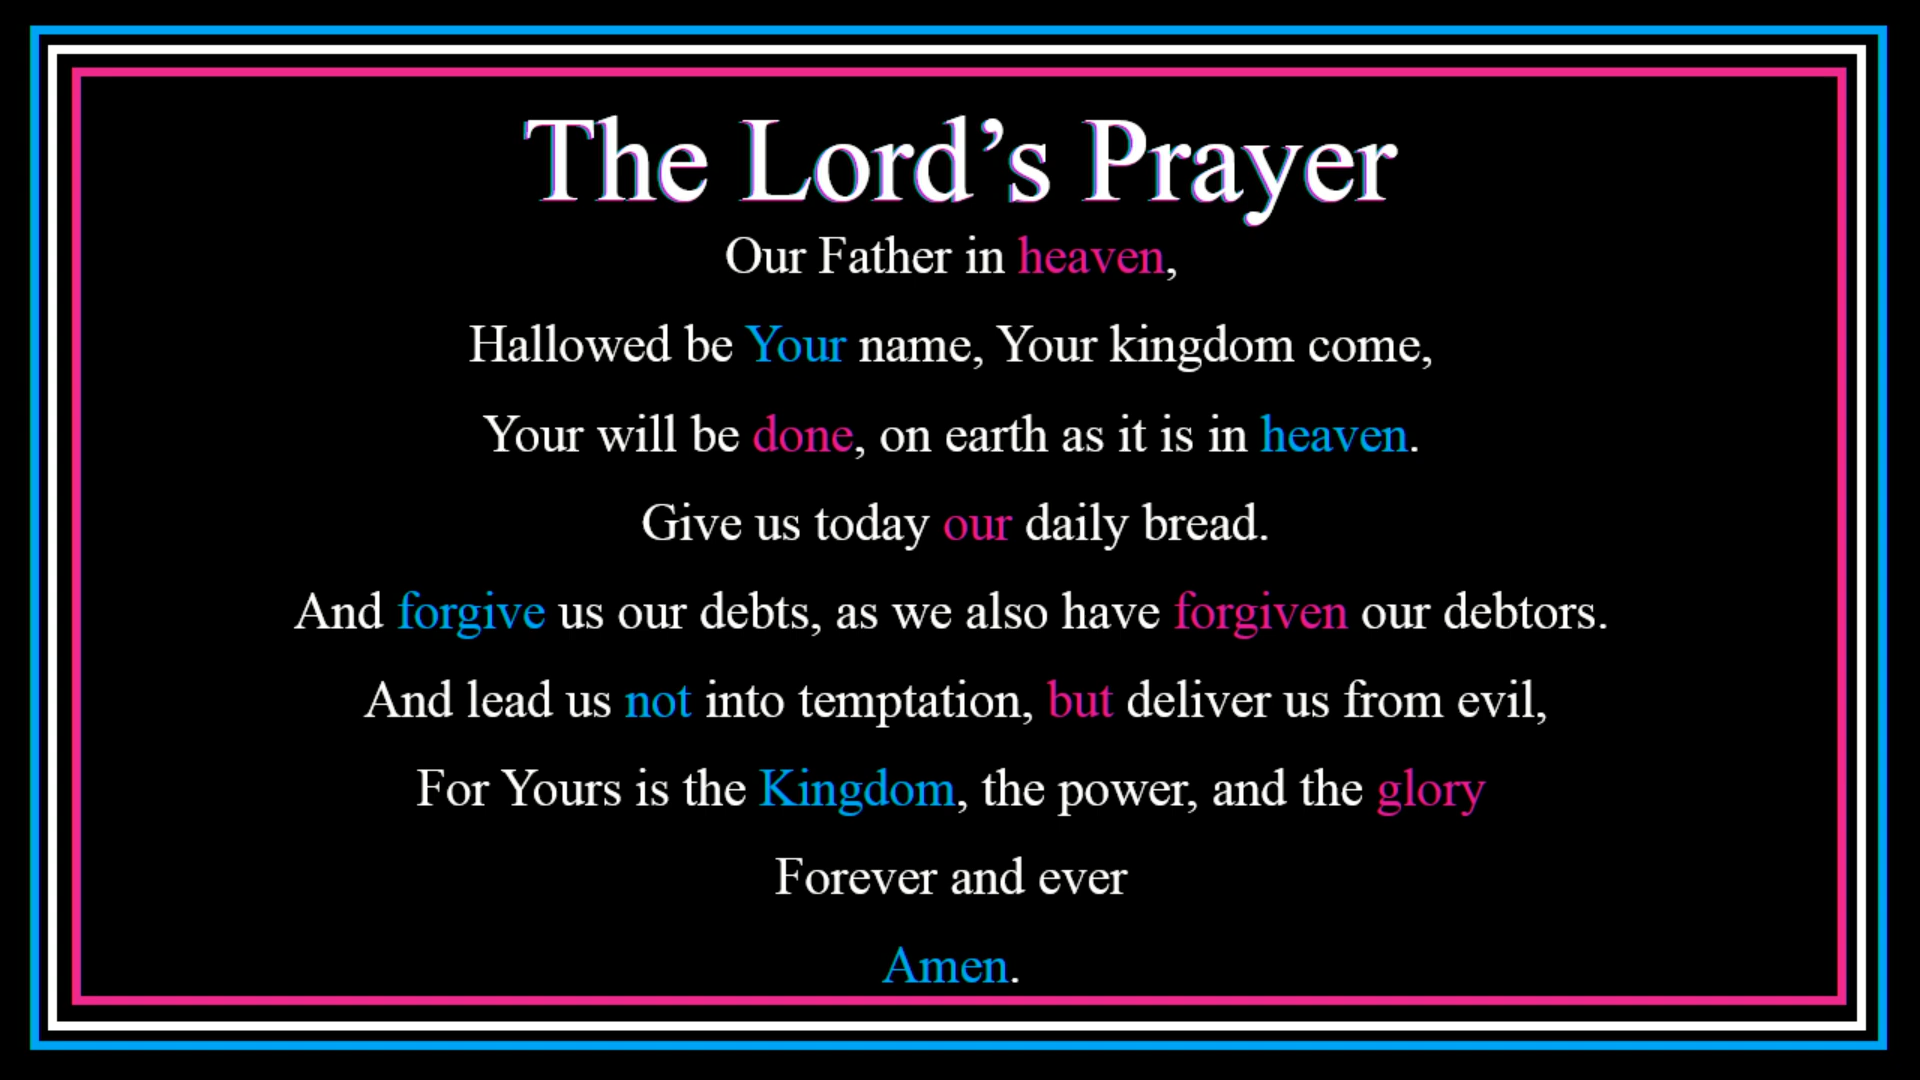 The Lord’s Prayer
Our Father in heaven,
Hallowed be Your name, Your kingdom come,
Your will be done, on earth as it is in heaven.
Give us today our daily bread.
And forgive us our debts, as we also have forgiven our debtors.
And lead us not into temptation, but deliver us from evil,
For Yours is the Kingdom, the power, and the glory
Forever and ever
Amen.